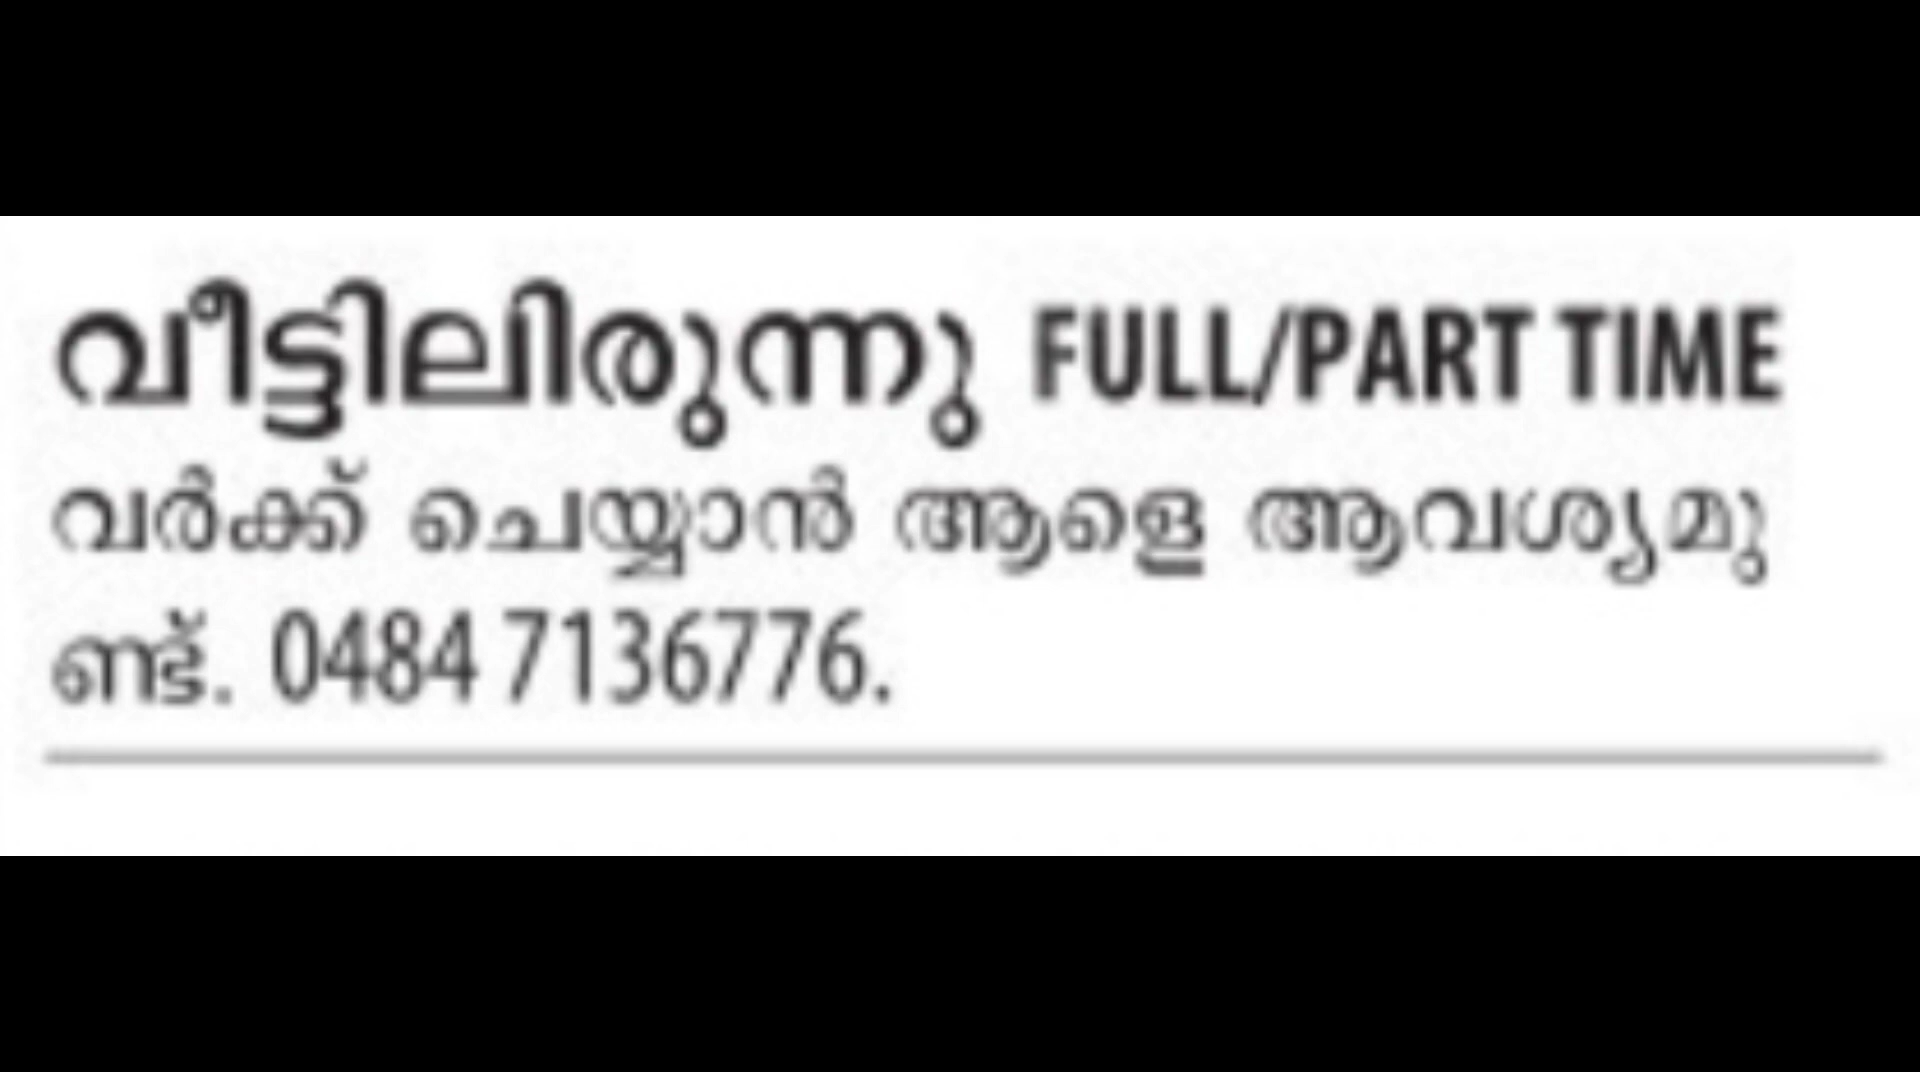 വീട്ടിലിരുന്നു FULL/PART TIME
വർക്ക് ചെയ്യാൻ ആളെ ആവശ്യമു
ണ്ട്. 0484 7136776.